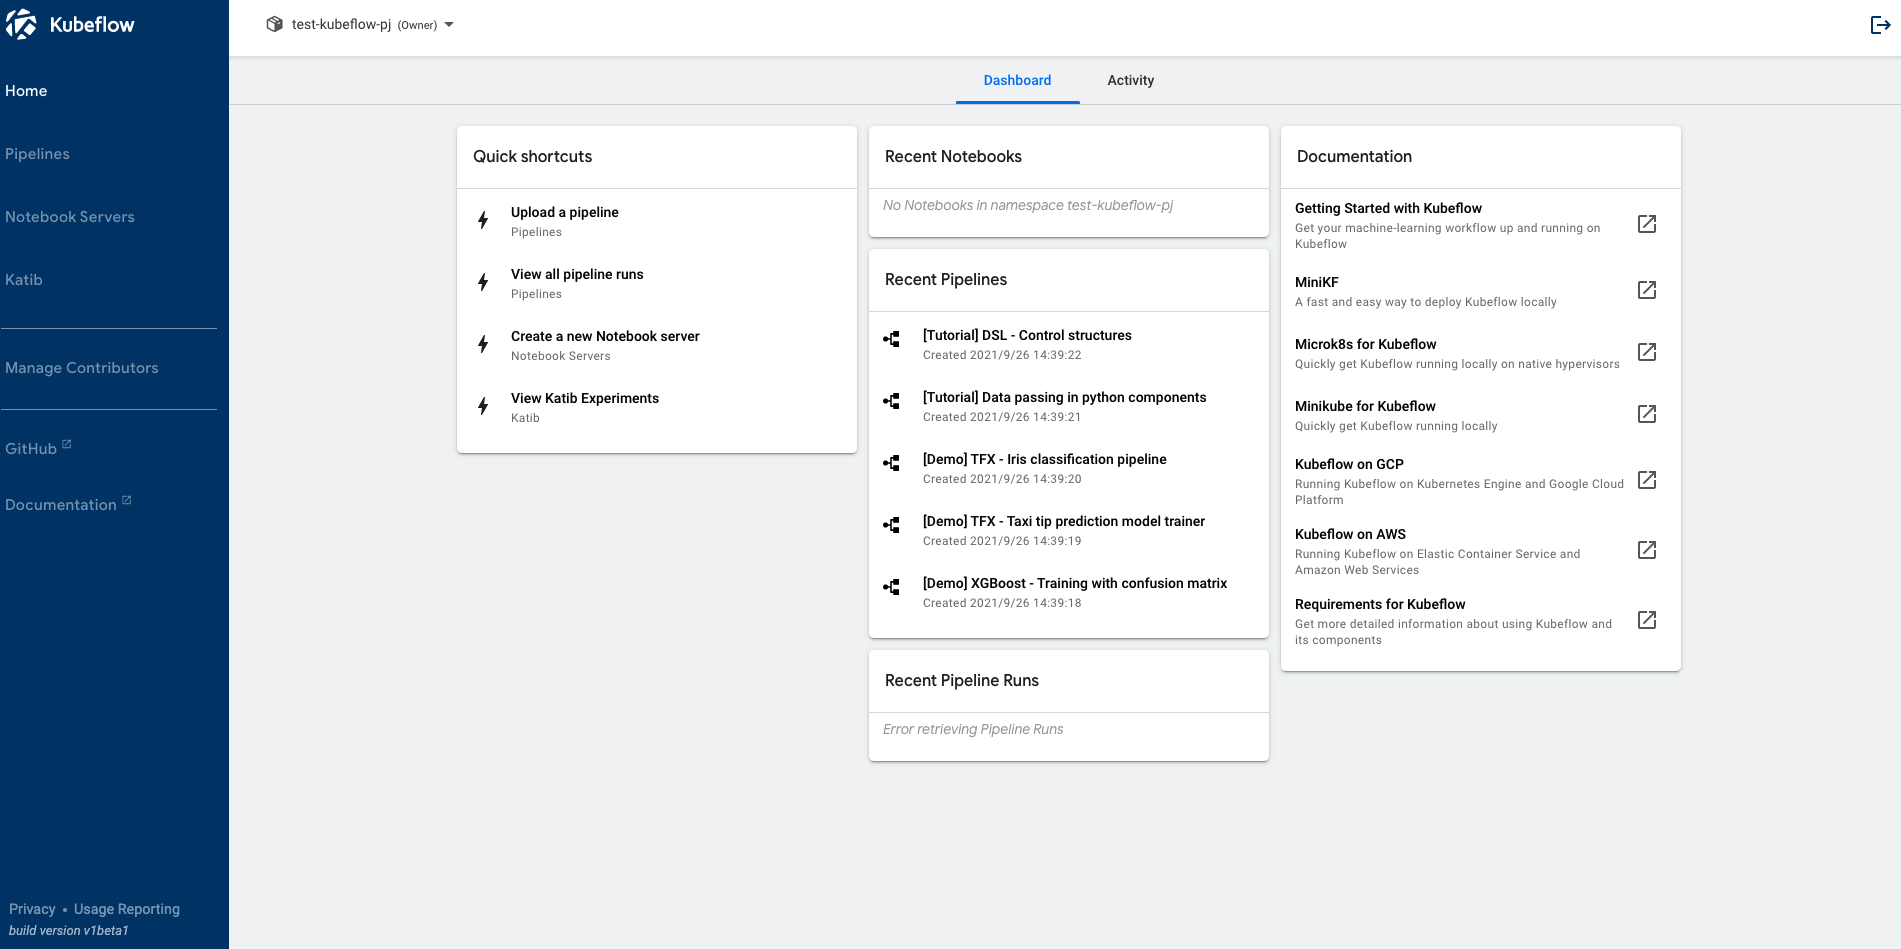 Kubeflow
Home
Pipelines
Notebook Servers
Katib
Manage Contributors
GitHub
Documentation
Privacy • Usage Reporting
build version v1beta1
test-kubeflow-pj (Owner)
Dashboard
Activity
Quick shortcuts
Upload a pipeline
Pipelines
View all pipeline runs
Pipelines
Create a new Notebook server
Notebook Servers
View Katib Experiments
Katib
Recent Notebooks
No Notebooks in namespace test-kubeflow-pj
Recent Pipelines
[Tutorial] DSL - Control structures
Created 2021/9/26 14:39:22
[Tutorial] Data passing in python components
Created 2021/9/26 14:39:21
[Demo] TFX - Iris classification pipeline
Created 2021/9/26 14:39:20
[Demo] TFX - Taxi tip prediction model trainer
Created 2021/9/26 14:39:19
[Demo] XGBoost - Training with confusion matrix
Created 2021/9/26 14:39:18
Recent Pipeline Runs
Error retrieving Pipeline Runs
Documentation
Getting Started with Kubeflow
Get your machine-learning workflow up and running on
Kubeflow
MiniKF
A fast and easy way to deploy Kubeflow locally
Microk8s for Kubeflow
Quickly get Kubeflow running locally on native hypervisors
Minikube for Kubeflow
Quickly get Kubeflow running locally
Kubeflow on GCP
Running Kubeflow on Kubernetes Engine and Google Cloud
Platform
Kubeflow on AWS
Running Kubeflow on Elastic Container Service and
Amazon Web Services
Requirements for Kubeflow
Get more detailed information about using Kubeflow and
its components